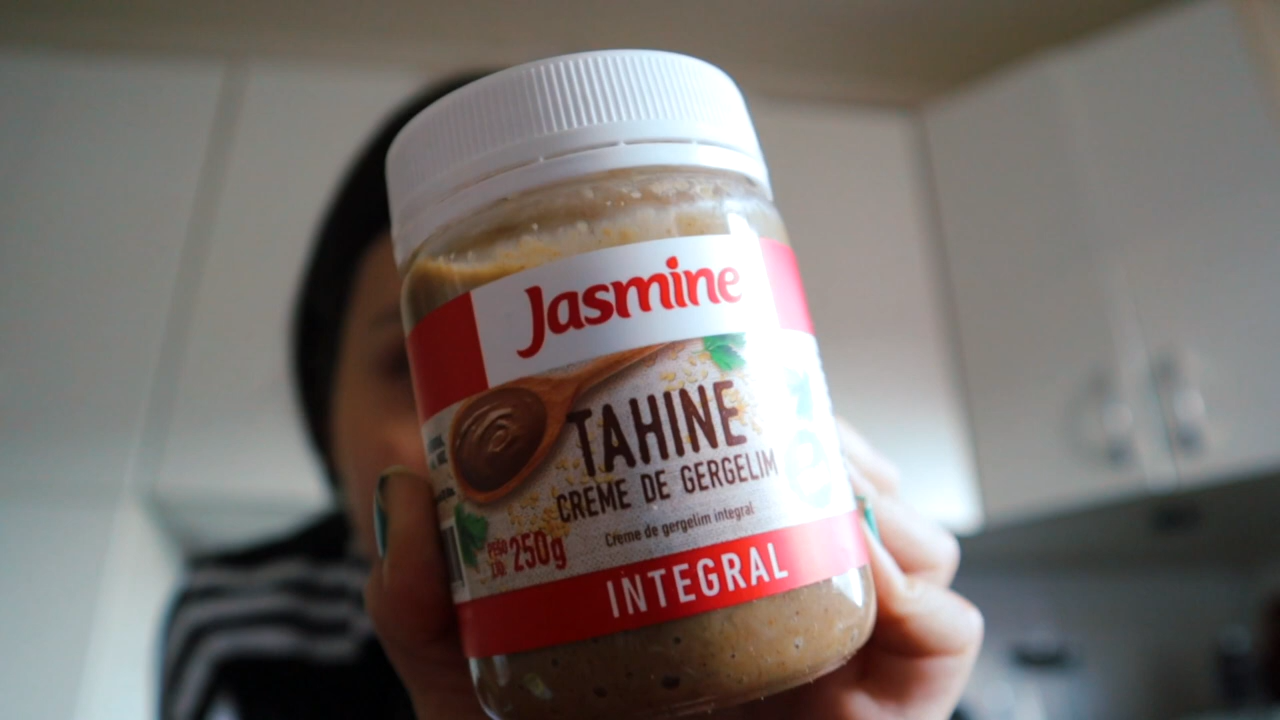 Jasmine
TAHINE
CREME DE GERGELIM
Creme de gergelim integral
250g
INTEGRAL